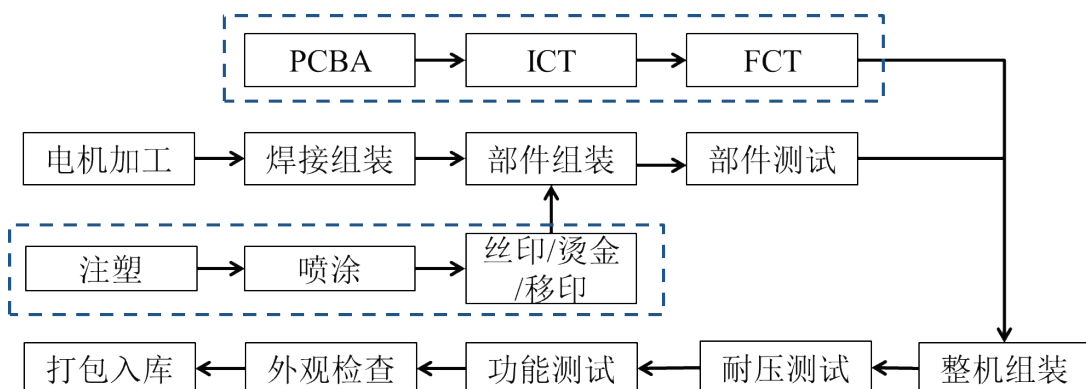 PCBA
ICT
FCT
电机加工
焊接组装
部件组装
部件测试
注塑
喷涂
丝印/烫金
/移印
打包入库
外观检查
功能测试
耐压测试
整机组装